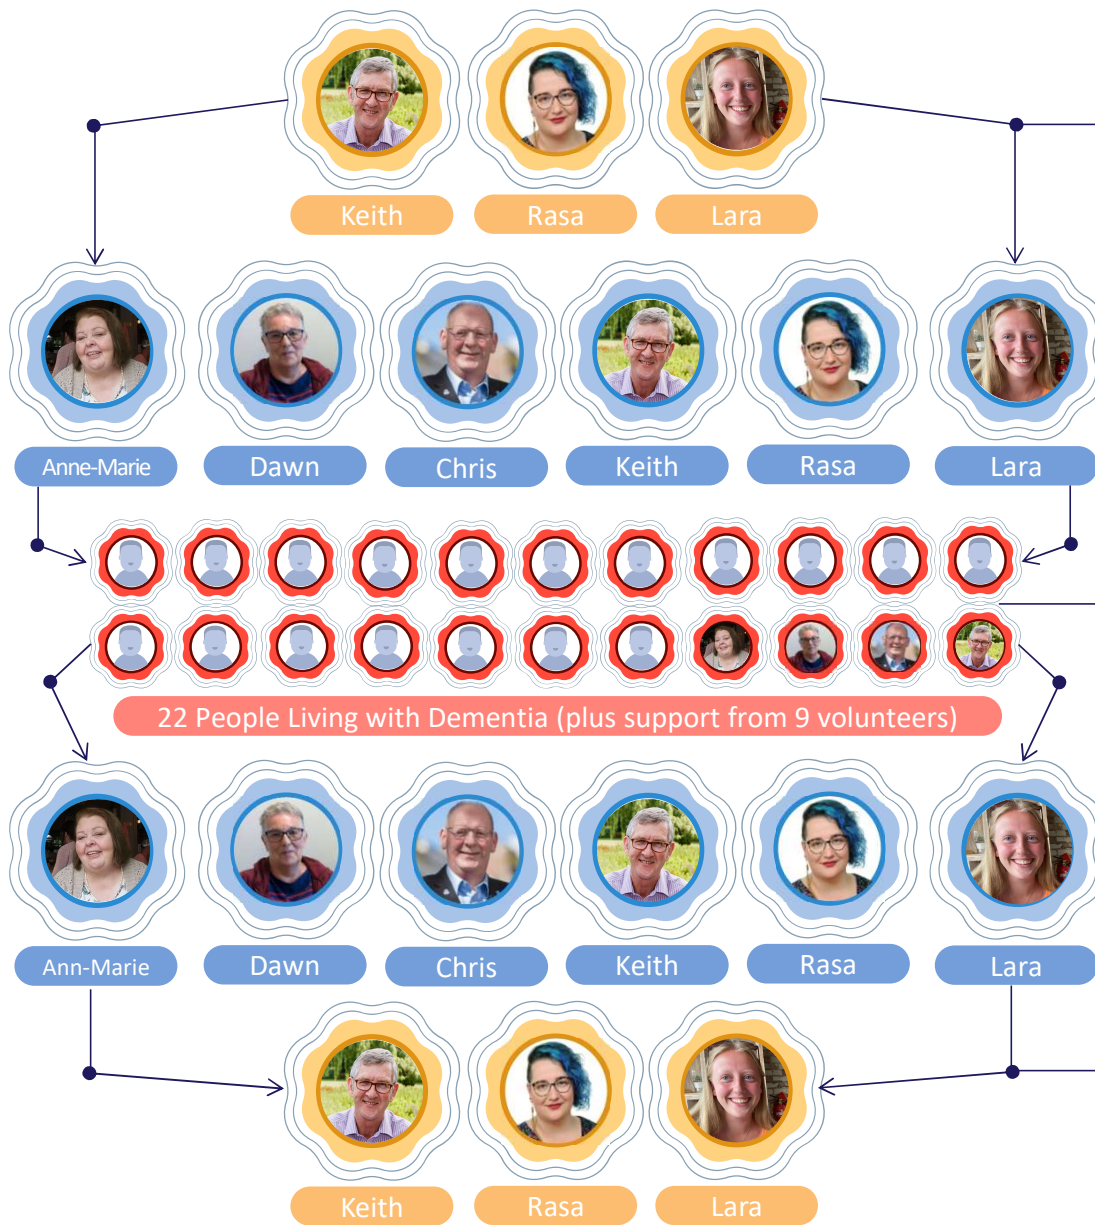 Keith
Rasa
Lara
Anne-Marie
Dawn
Chris
Keith
Rasa
Lara
22 People Living with Dementia (plus support from 9 volunteers)
Ann-Marie
Dawn
Chris
Keith
Rasa
Lara
Keith
Rasa
Lara